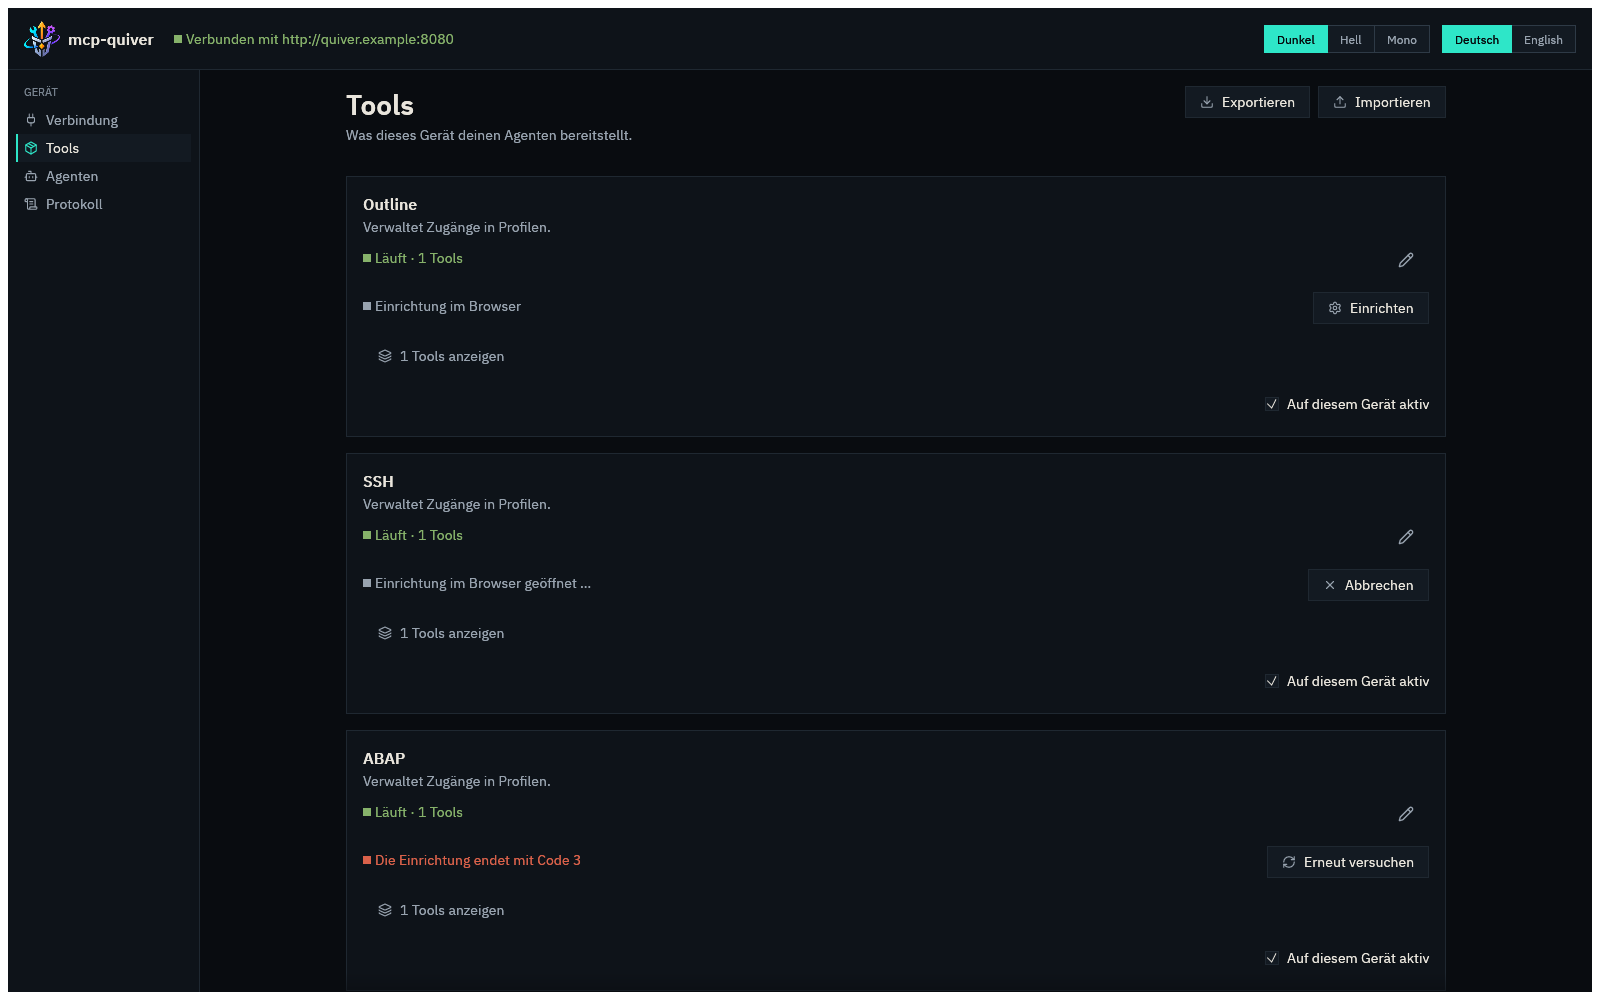 mcp-quiver
Verbunden mit http://quiver.example:8080
Dunkel Hell Mono Deutsch English
GERÄT
Verbindung
Tools
Agenten
Protokoll
Tools
Was dieses Gerät deinen Agenten bereitstellt.
Exportieren Importieren
Outline
Verwaltet Zugänge in Profilen.
Läuft · 1 Tools
Einrichtung im Browser
Einrichten
1 Tools anzeigen
Auf diesem Gerät aktiv
SSH
Verwaltet Zugänge in Profilen.
Läuft · 1 Tools
Einrichtung im Browser geöffnet ...
Abbrechen
1 Tools anzeigen
Auf diesem Gerät aktiv
ABAP
Verwaltet Zugänge in Profilen.
Läuft · 1 Tools
Die Einrichtung endet mit Code 3
Erneut versuchen
1 Tools anzeigen
Auf diesem Gerät aktiv